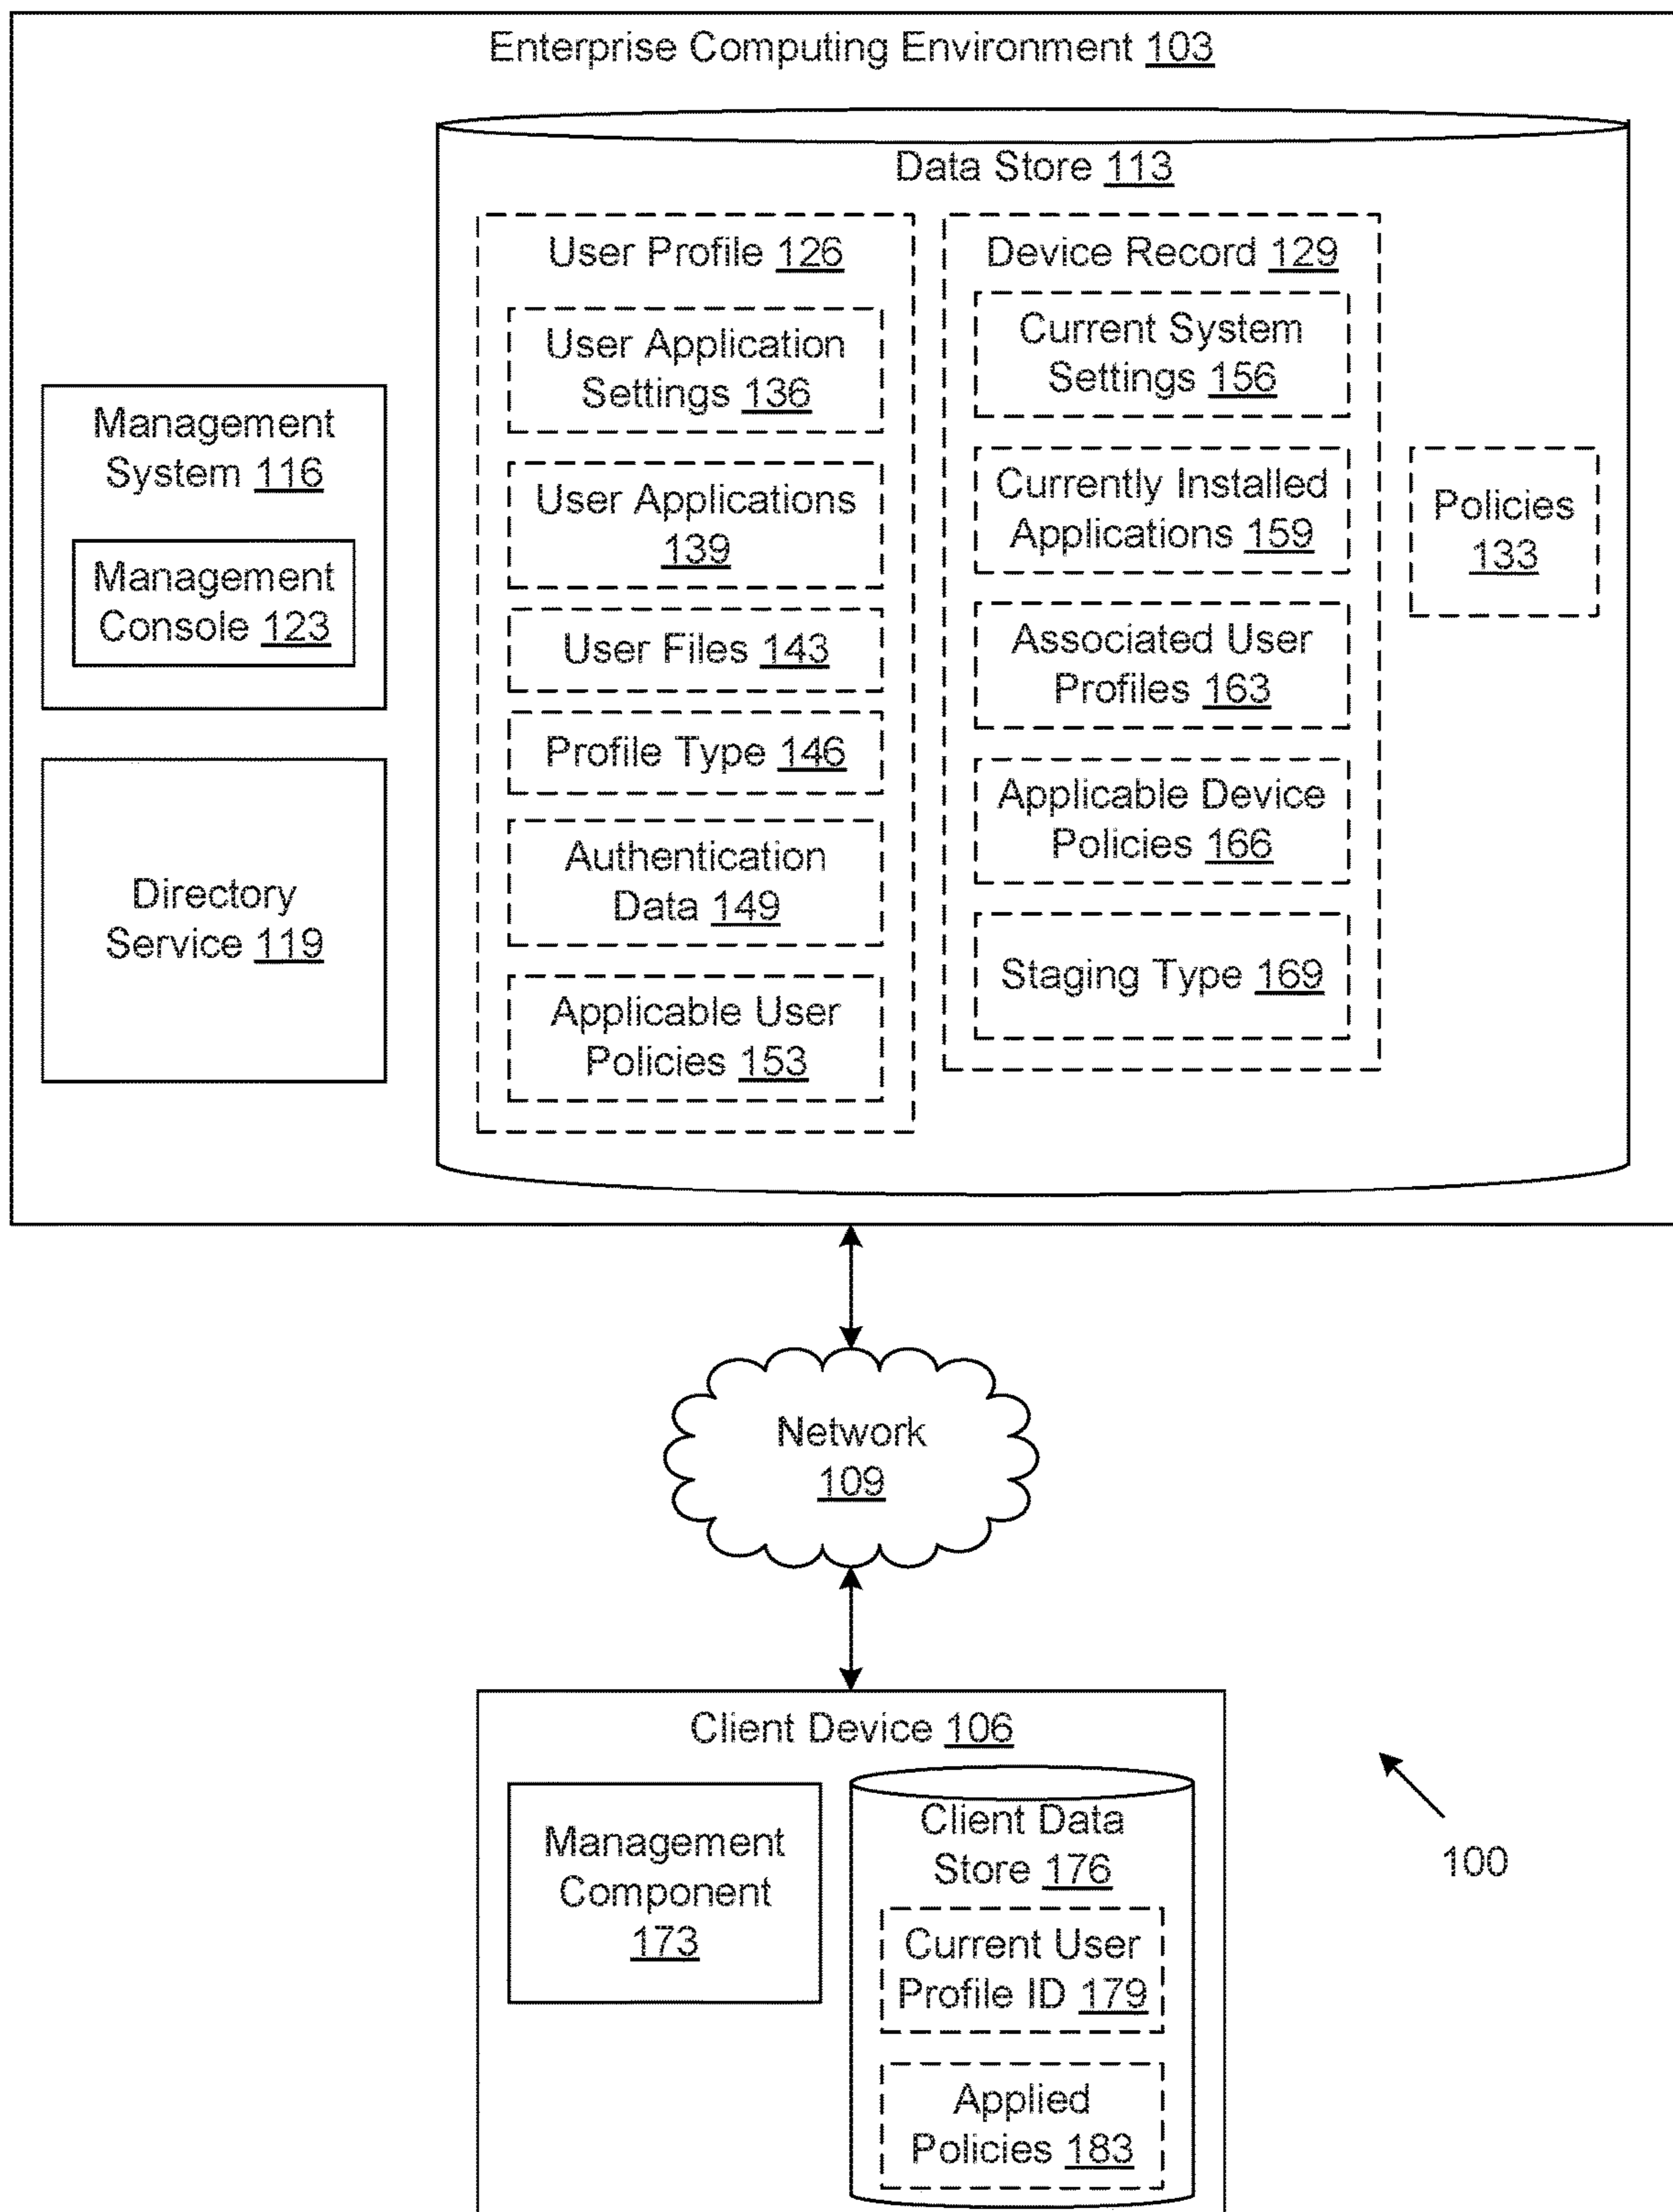 Enterprise Computing Environment 103
Data Store 113
Management
System 116
Management
Console 123
Directory
Service 119
User Profile 126
User Application
Settings 136
User Applications
139
User Files 143
Profile Type 146
Authentication
Data 149
Applicable User
Policies 153
Device Record 129
Current System
Settings 156
Currently Installed
Applications 159
Associated User
Profiles 163
Applicable Device
Policies 166
Staging Type 169
Policies
133
Network
109
Client Device 106
Management
Component
173
Client Data
Store 176
Current User
Profile ID 179
Applied
Policies 183
100